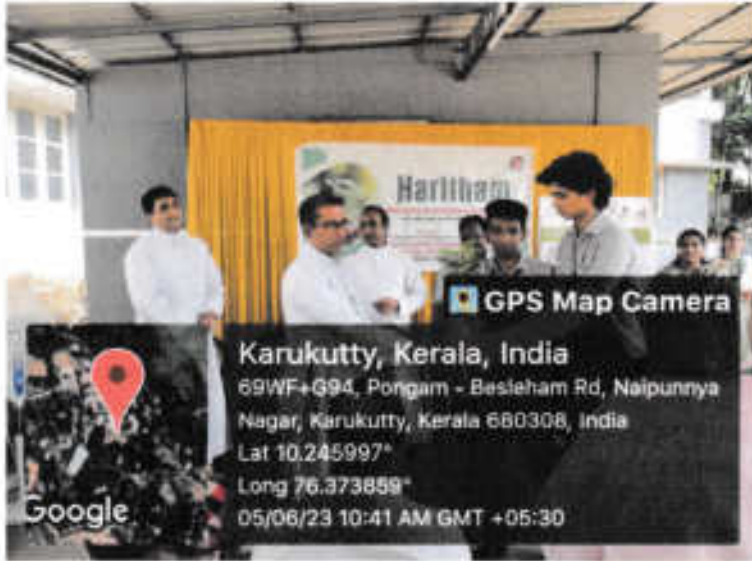 Haritham
GPS Map Camera
Karukutty, Kerala, India
69WF+G94, Pongam - Besleham Rd, Naipunnya
Nagar, Karukutty, Kerala 680308, India
Lat 10.245997°
Long 76.373859°
05/06/23 10:41 AM GMT +05:30
Google